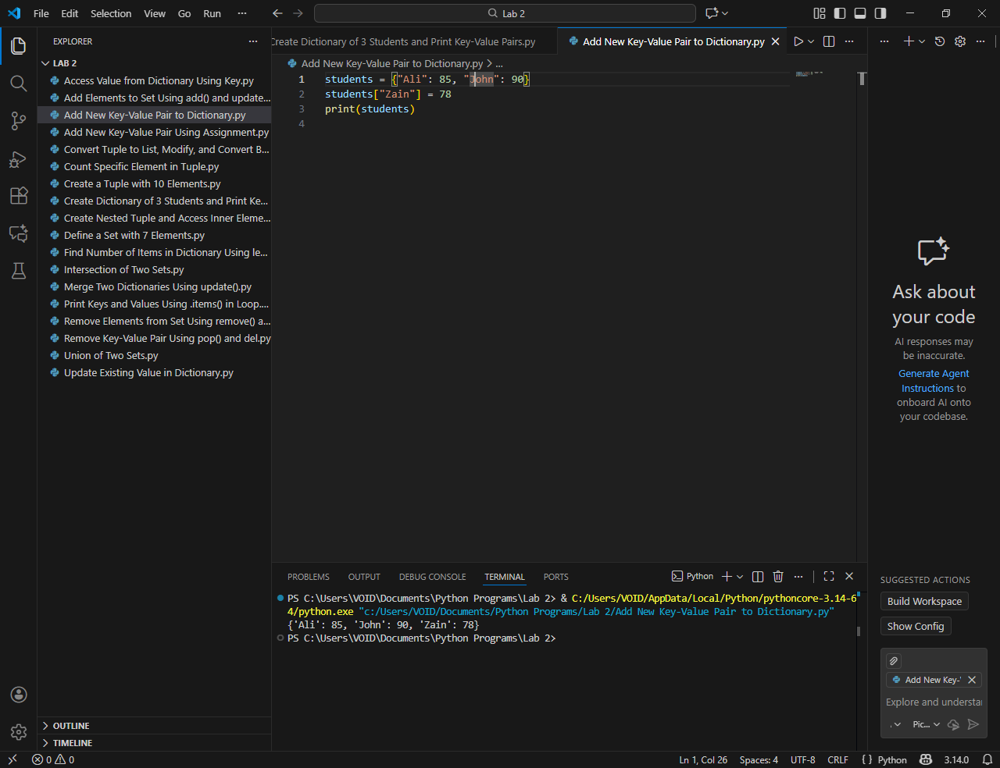 File Edit Selection View Go Run ··· Lab 2
EXPLORER ···
LAB 2
Access Value from Dictionary Using Key.py
Add Elements to Set Using add() and update...
Add New Key-Value Pair to Dictionary.py
Add New Key-Value Pair Using Assignment.py
Convert Tuple to List, Modify, and Convert B...
Count Specific Element in Tuple.py
Create a Tuple with 10 Elements.py
Create Dictionary of 3 Students and Print Ke...
Create Nested Tuple and Access Inner Eleme...
Define a Set with 7 Elements.py
Find Number of Items in Dictionary Using le...
Intersection of Two Sets.py
Merge Two Dictionaries Using update().py
Print Keys and Values Using .items() in Loop....
Remove Elements from Set Using remove() a...
Remove Key-Value Pair Using pop() and del.py
Union of Two Sets.py
Update Existing Value in Dictionary.py
OUTLINE
TIMELINE
Create Dictionary of 3 Students and Print Key-Value Pairs.py
Add New Key-Value Pair to Dictionary.py
Add New Key-Value Pair to Dictionary.py > ...
1 students = {"Ali": 85, "John": 90}
2 students["Zain"] = 78
3 print(students)
4
PROBLEMS OUTPUT DEBUG CONSOLE TERMINAL PORTS Python
PS C:\Users\VOID\Documents\Python Programs\Lab 2> & C:/Users/VOID/AppData/Local/Python/pythoncore-3.14-6
4/python.exe "c:/Users/VOID/Documents/Python Programs/Lab 2/Add New Key-Value Pair to Dictionary.py"
{'Ali': 85, 'John': 90, 'Zain': 78}
PS C:\Users\VOID\Documents\Python Programs\Lab 2>
Ask about
your code
AI responses may
be inaccurate.
Generate Agent
Instructions to
onboard AI onto
your codebase.
SUGGESTED ACTIONS
Build Workspace
Show Config
Add New Key-
Explore and understa
Pic...
0 0 Ln 1, Col 26 Spaces: 4 UTF-8 CRLF { } Python 3.14.0